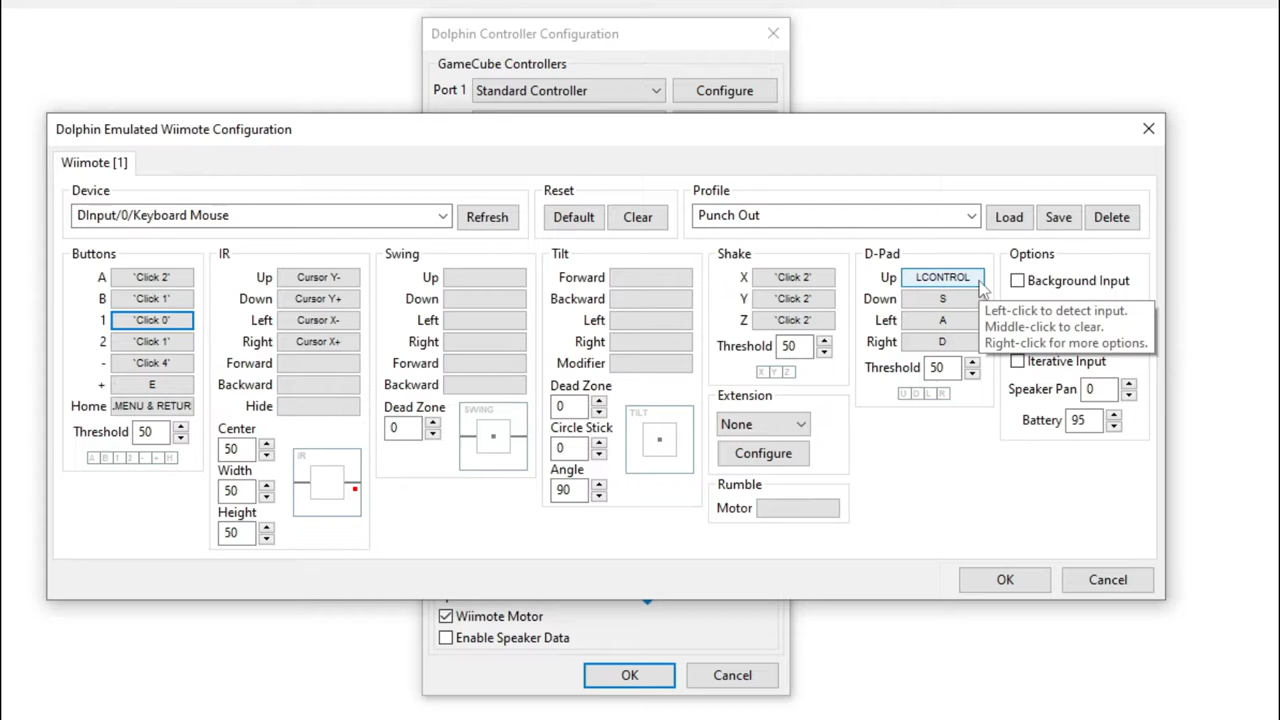 Dolphin Controller Configuration
GameCube Controllers
Port 1 Standard Controller Configure
Dolphin Emulated Wiimote Configuration
Wiimote [1]
Device
DInput/0/Keyboard Mouse Refresh
Reset
Default Clear
Profile
Punch Out Load Save Delete
Buttons
A `Click 2`
B `Click 1`
1 `Click 0`
2 `Click 1`
- `Click 4`
+ E
Home .MENU & RETUR
Threshold 50
A B 1 2 - + H
IR
Up Cursor Y-
Down Cursor Y+
Left Cursor X-
Right Cursor X+
Forward
Backward
Hide
Center
50
Width
50
Height
50
IR
Swing
Up
Down
Left
Right
Forward
Backward
Dead Zone
0
SWING
Tilt
Forward
Backward
Left
Right
Modifier
Dead Zone
0
Circle Stick
0
Angle
90
TILT
Shake
X `Click 2`
Y `Click 2`
Z `Click 2`
Threshold 50
X Y Z
Extension
None
Configure
Rumble
Motor
D-Pad
Up LCONTROL
Down S
Left A
Right D
Threshold 50
U D L R
Options
Background Input
Left-click to detect input.
Middle-click to clear.
Right-click for more options.
Iterative Input
Speaker Pan 0
Battery 95
OK Cancel
Wiimote Motor
Enable Speaker Data
OK Cancel